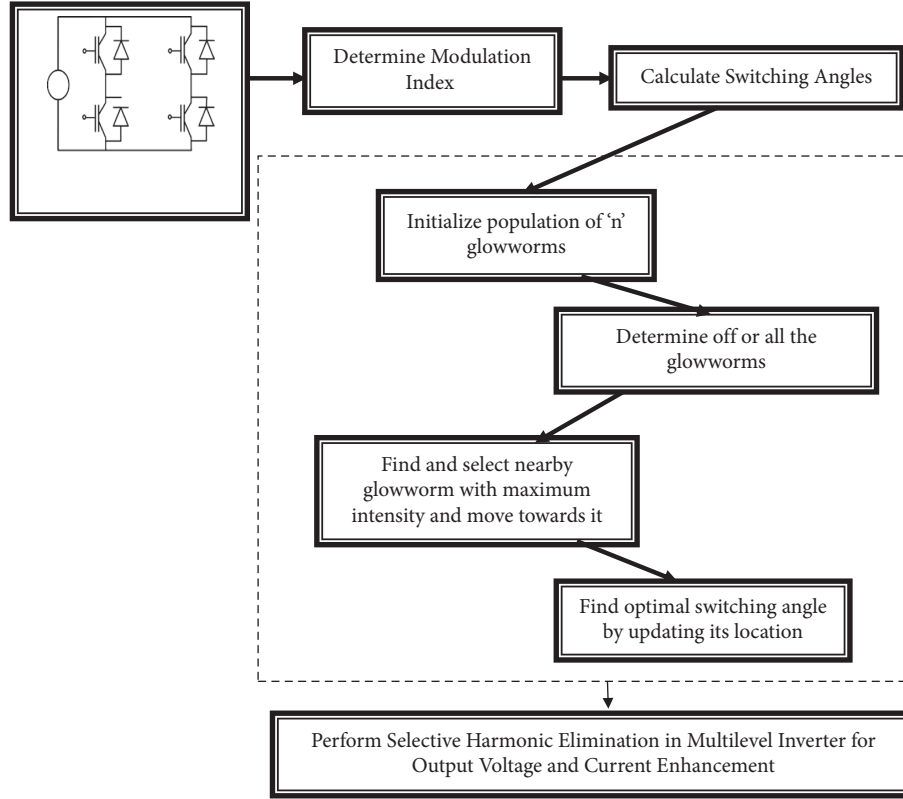 Determine Modulation
Index
Calculate Switching Angles
Initialize population of ‘n’
glowworms
Determine off or all the
glowworms
Find and select nearby
glowworm with maximum
intensity and move towards it
Find optimal switching angle
by updating its location
Perform Selective Harmonic Elimination in Multilevel Inverter for
Output Voltage and Current Enhancement